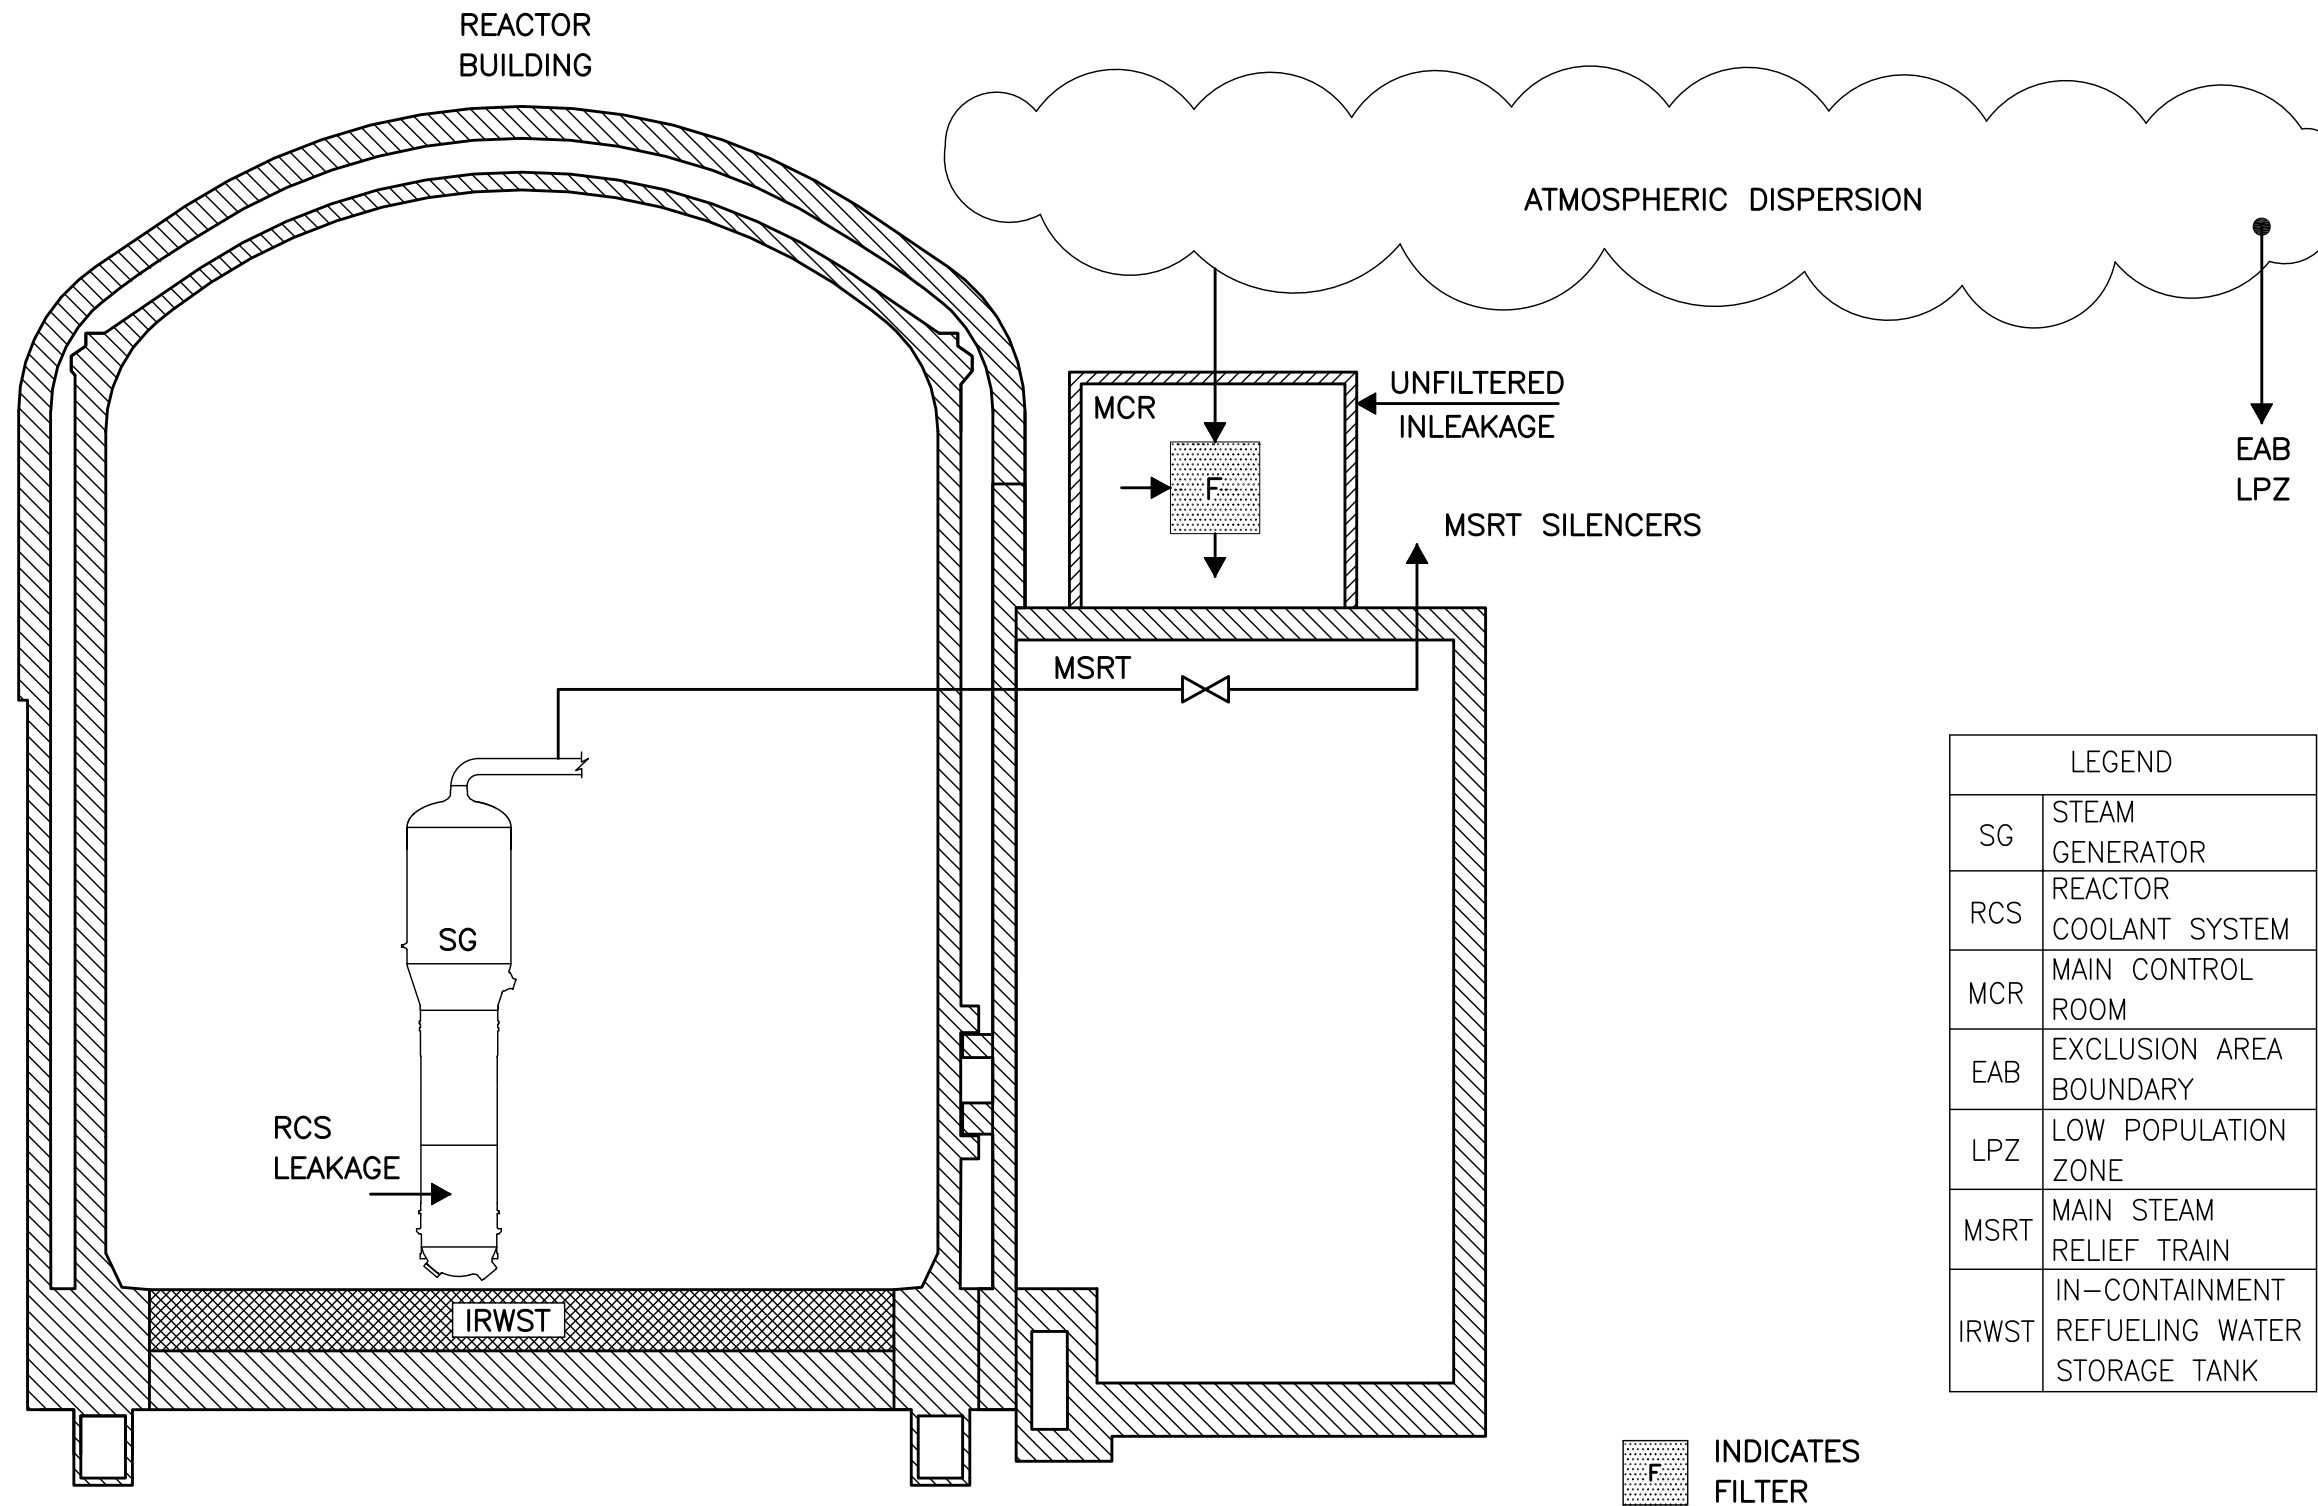 REACTOR
BUILDING
ATMOSPHERIC DISPERSION
MCR
UNFILTERED
INLEAKAGE
F
EAB
LPZ
MSRT SILENCERS
MSRT
SG
RCS
LEAKAGE
IRWST
LEGEND
SG
STEAM
GENERATOR
RCS
REACTOR
COOLANT SYSTEM
MCR
MAIN CONTROL
ROOM
EAB
EXCLUSION AREA
BOUNDARY
LPZ
LOW POPULATION
ZONE
MSRT
MAIN STEAM
RELIEF TRAIN
IRWST
IN-CONTAINMENT
REFUELING WATER
STORAGE TANK
F
INDICATES
FILTER